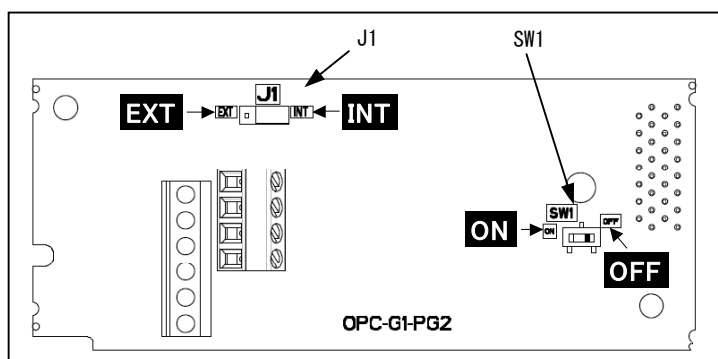 J1
SW1
J1
EXT
EXT
INT
INT
SW1
ON
ON
OFF
OFF
OPC-G1-PG2